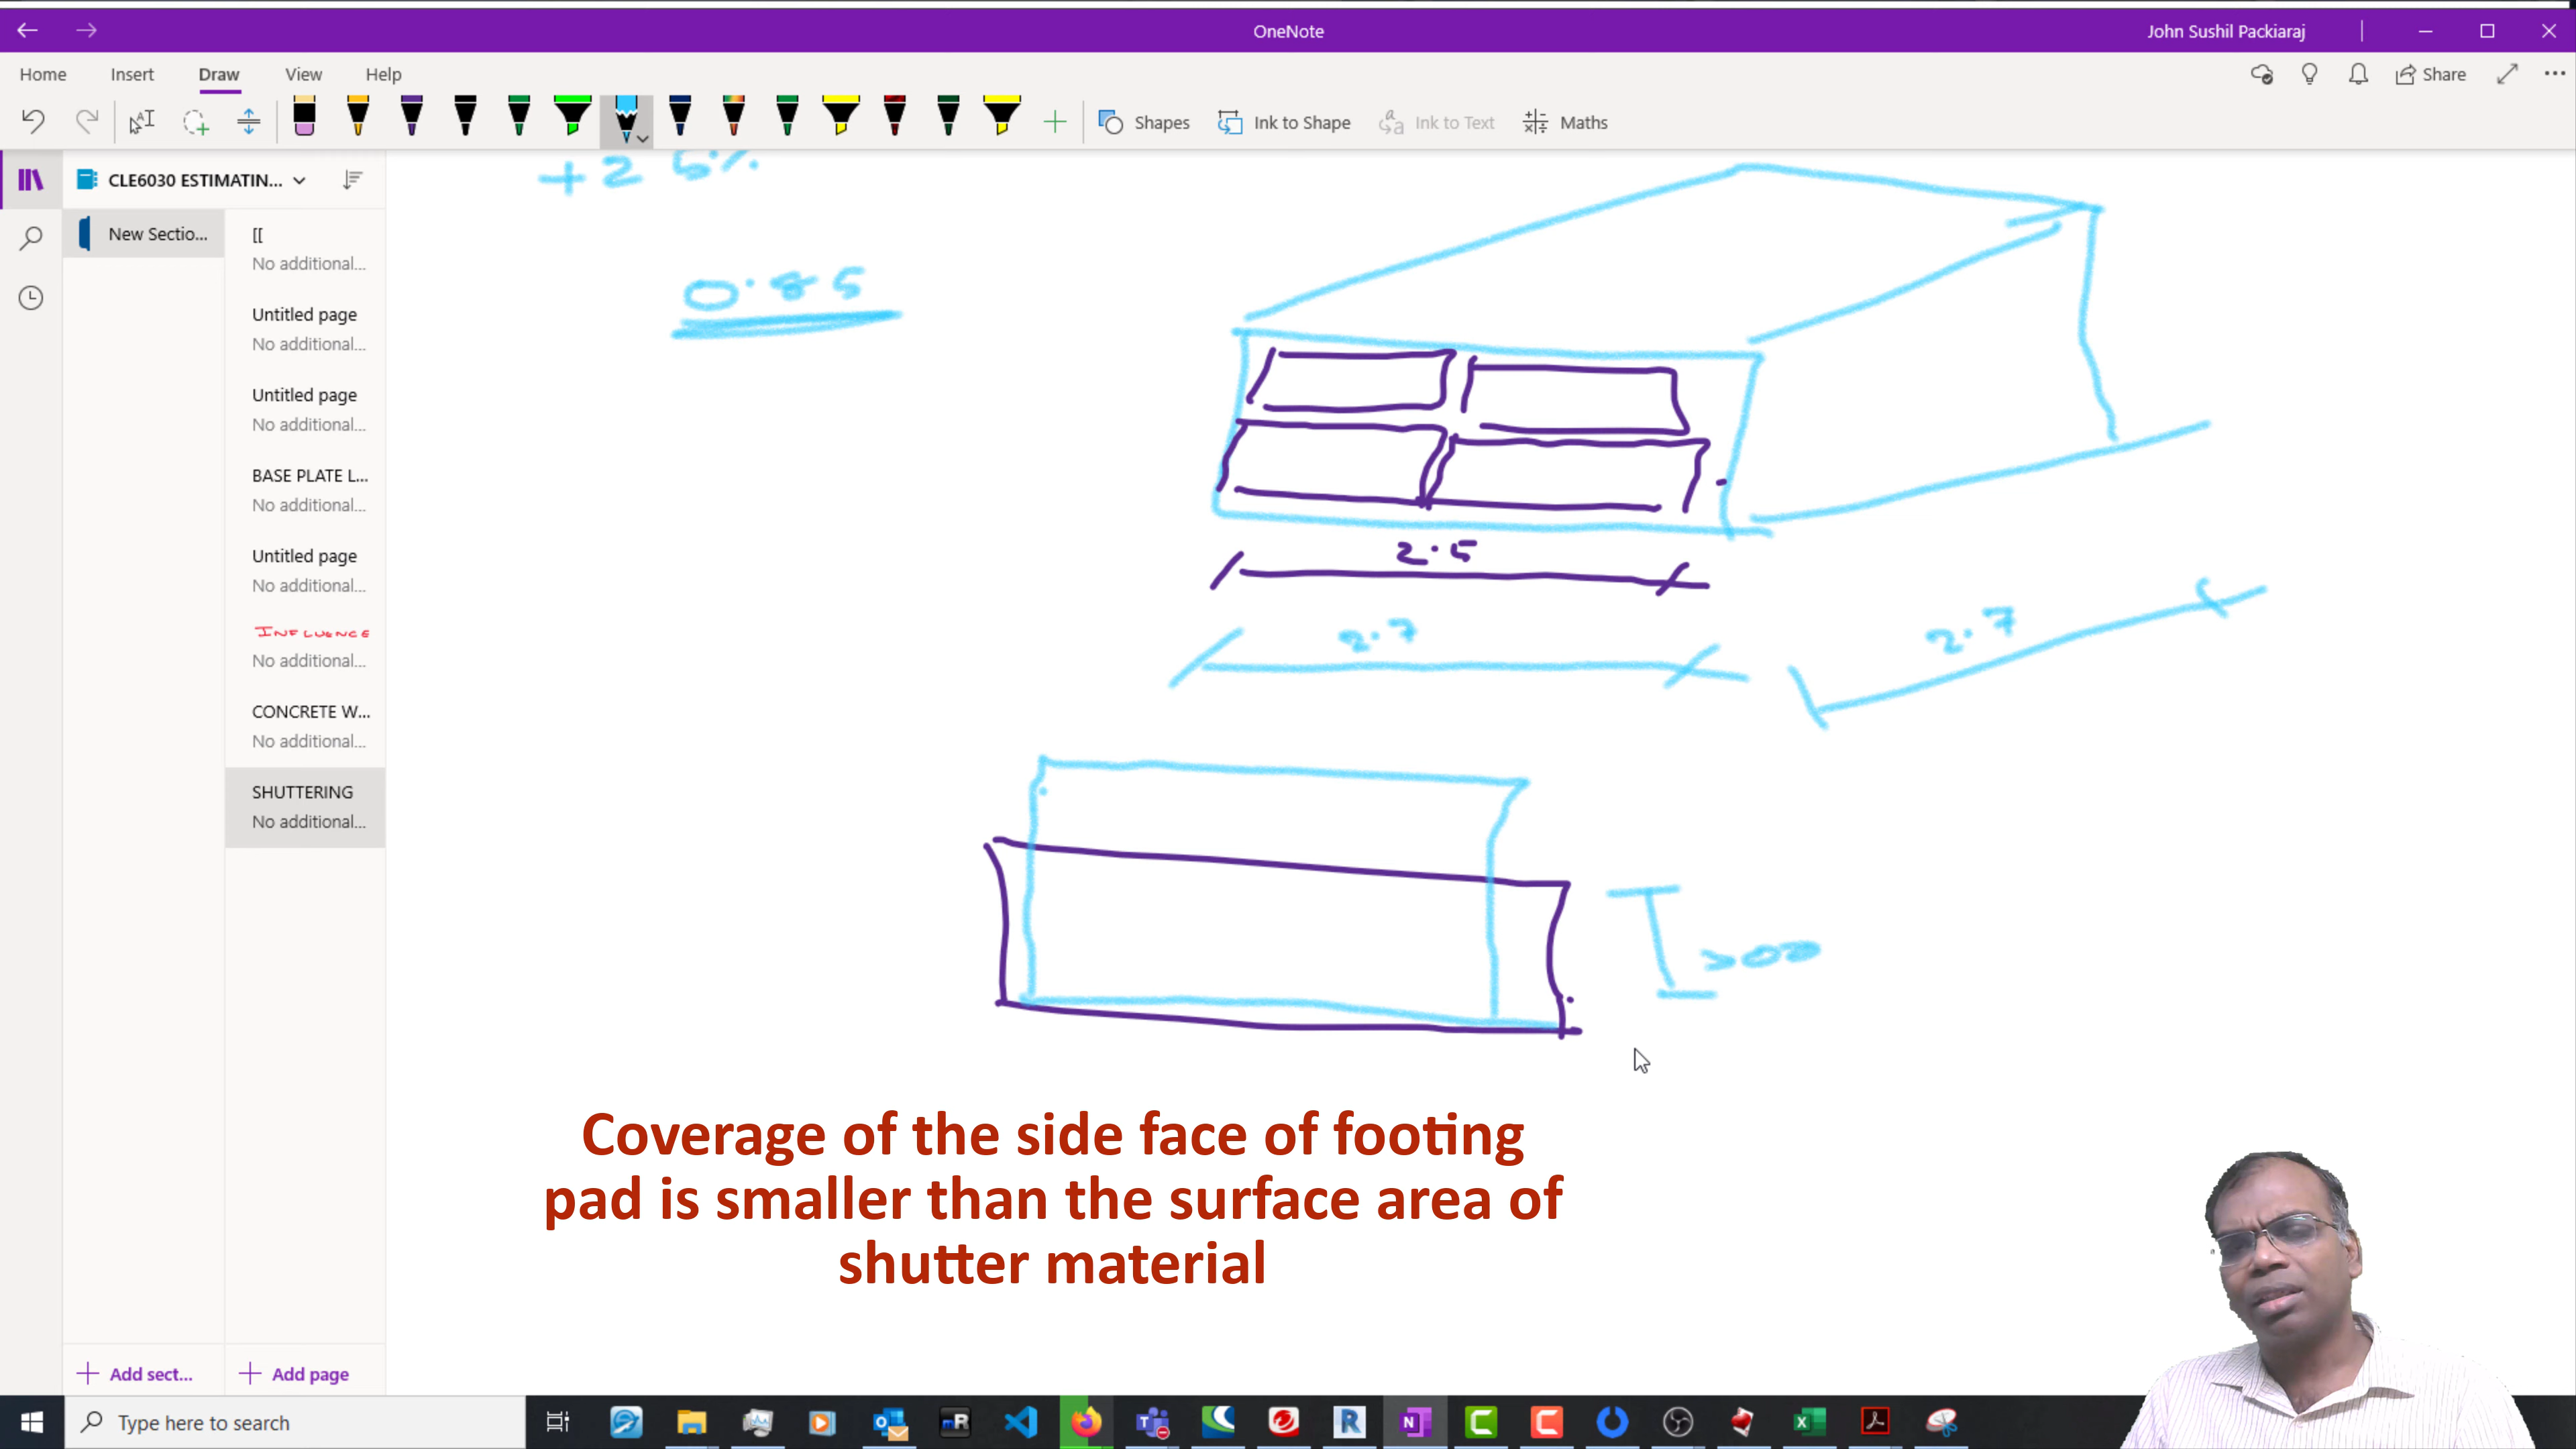 OneNote
John Sushil Packiaraj
Home Insert Draw View Help
Share
Shapes Ink to Shape Ink to Text Maths
CLE6030 ESTIMATIN...
New Sectio...
[[
No additional...
Untitled page
No additional...
Untitled page
No additional...
BASE PLATE L...
No additional...
Untitled page
No additional...
INFLUENCE
No additional...
CONCRETE W...
No additional...
SHUTTERING
No additional...
+25%
0.85
2.5
2.7
2.7
Coverage of the side face of footing
pad is smaller than the surface area of
shutter material
Add sect... Add page
Type here to search